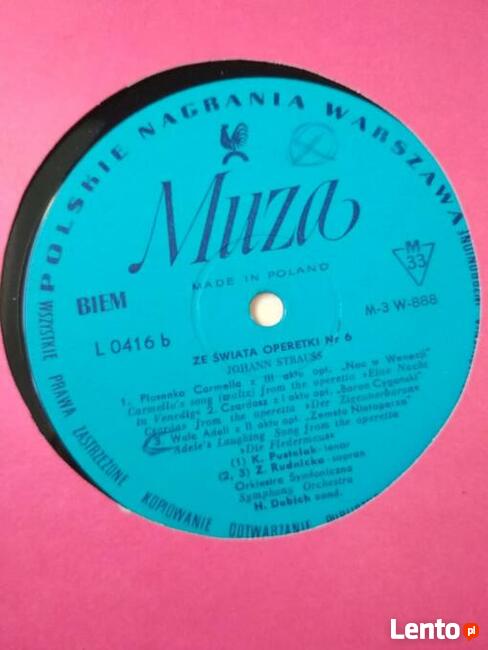 POLSKIE NAGRANIA WARSZAWA
Muza
MADE IN POLAND
BIEM
M
33
L 0416 b
M-3 W-888
ZE ŚWIATA OPERETKI Nr 6
JOHANN STRAUSS
1. Piosenka Carmella z III aktu opt. „Noc w Wenecji"
Carmello's song (waltz) from the operetta »Eine Nacht
in Venedig« 2. Czardasz z I aktu opt. „Baron Cygański"
Czardas from the operetta »Der Zigeunerbaron«
3. Walc Adeli z II aktu opt. „Zemsta Nietoperza"
Adele's Laughing Song from the operetta
»Die Fledermaus«
(1) K. Pustelak-tenor
(2, 3) Z. Rudnicka-sopran
Orkiestra Symfoniczna
Symphony Orchestra
H. Debich cond.
WSZYSTKIE PRAWA ZASTRZEŻONE KOPIOWANIE ODTWARZANIE
Lento pl